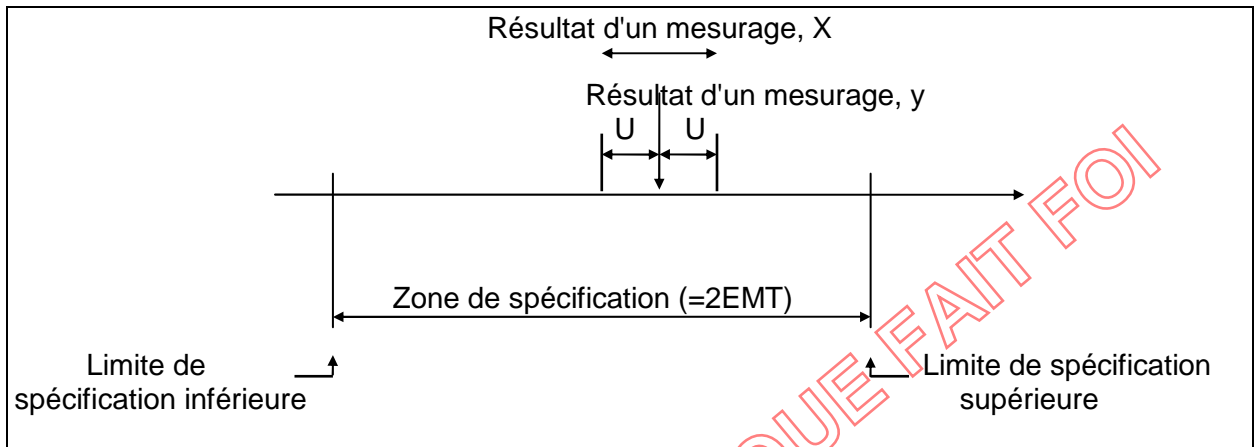 Résultat d'un mesurage, X
Résultat d'un mesurage, y
U U
Zone de spécification (=2EMT)
Limite de
spécification inférieure
Limite de spécification
supérieure
QUE FAIT FOI